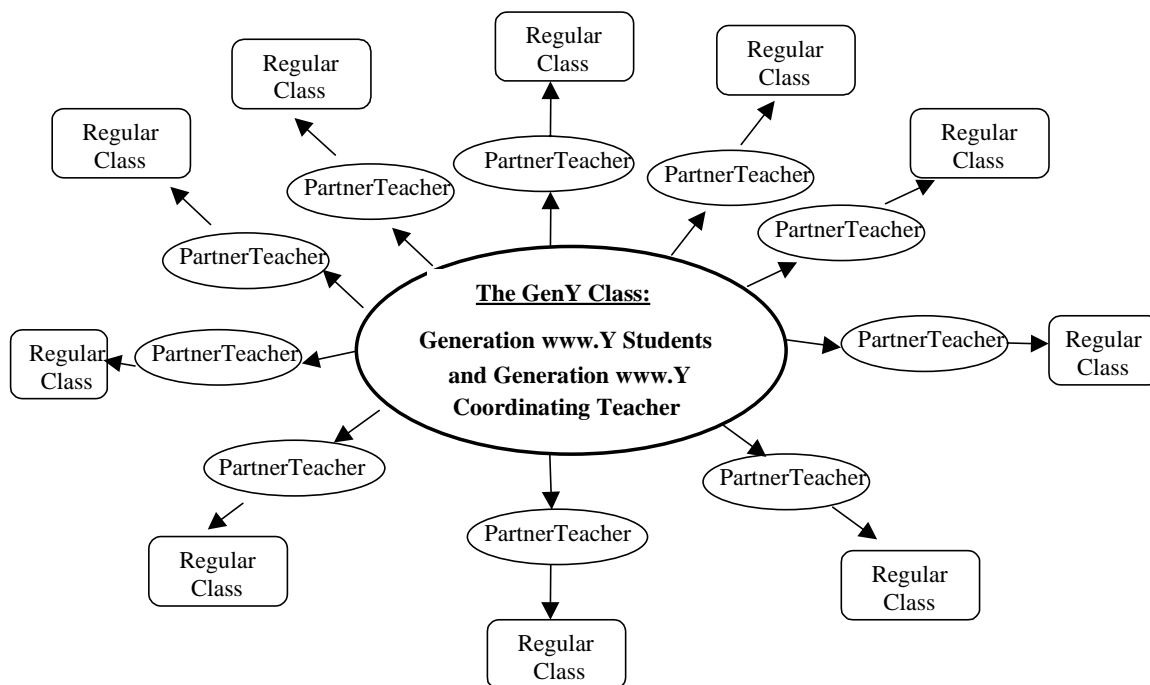 Regular
Class
Regular
Class
Regular
Class
Regular
Class
Regular
Class
PartnerTeacher
PartnerTeacher
PartnerTeacher
PartnerTeacher
PartnerTeacher
The GenY Class:
Generation www.Y Students
and Generation www.Y
Coordinating Teacher
Regular
Class
PartnerTeacher
PartnerTeacher
Regular
Class
PartnerTeacher
PartnerTeacher
PartnerTeacher
Regular
Class
Regular
Class
Regular
Class